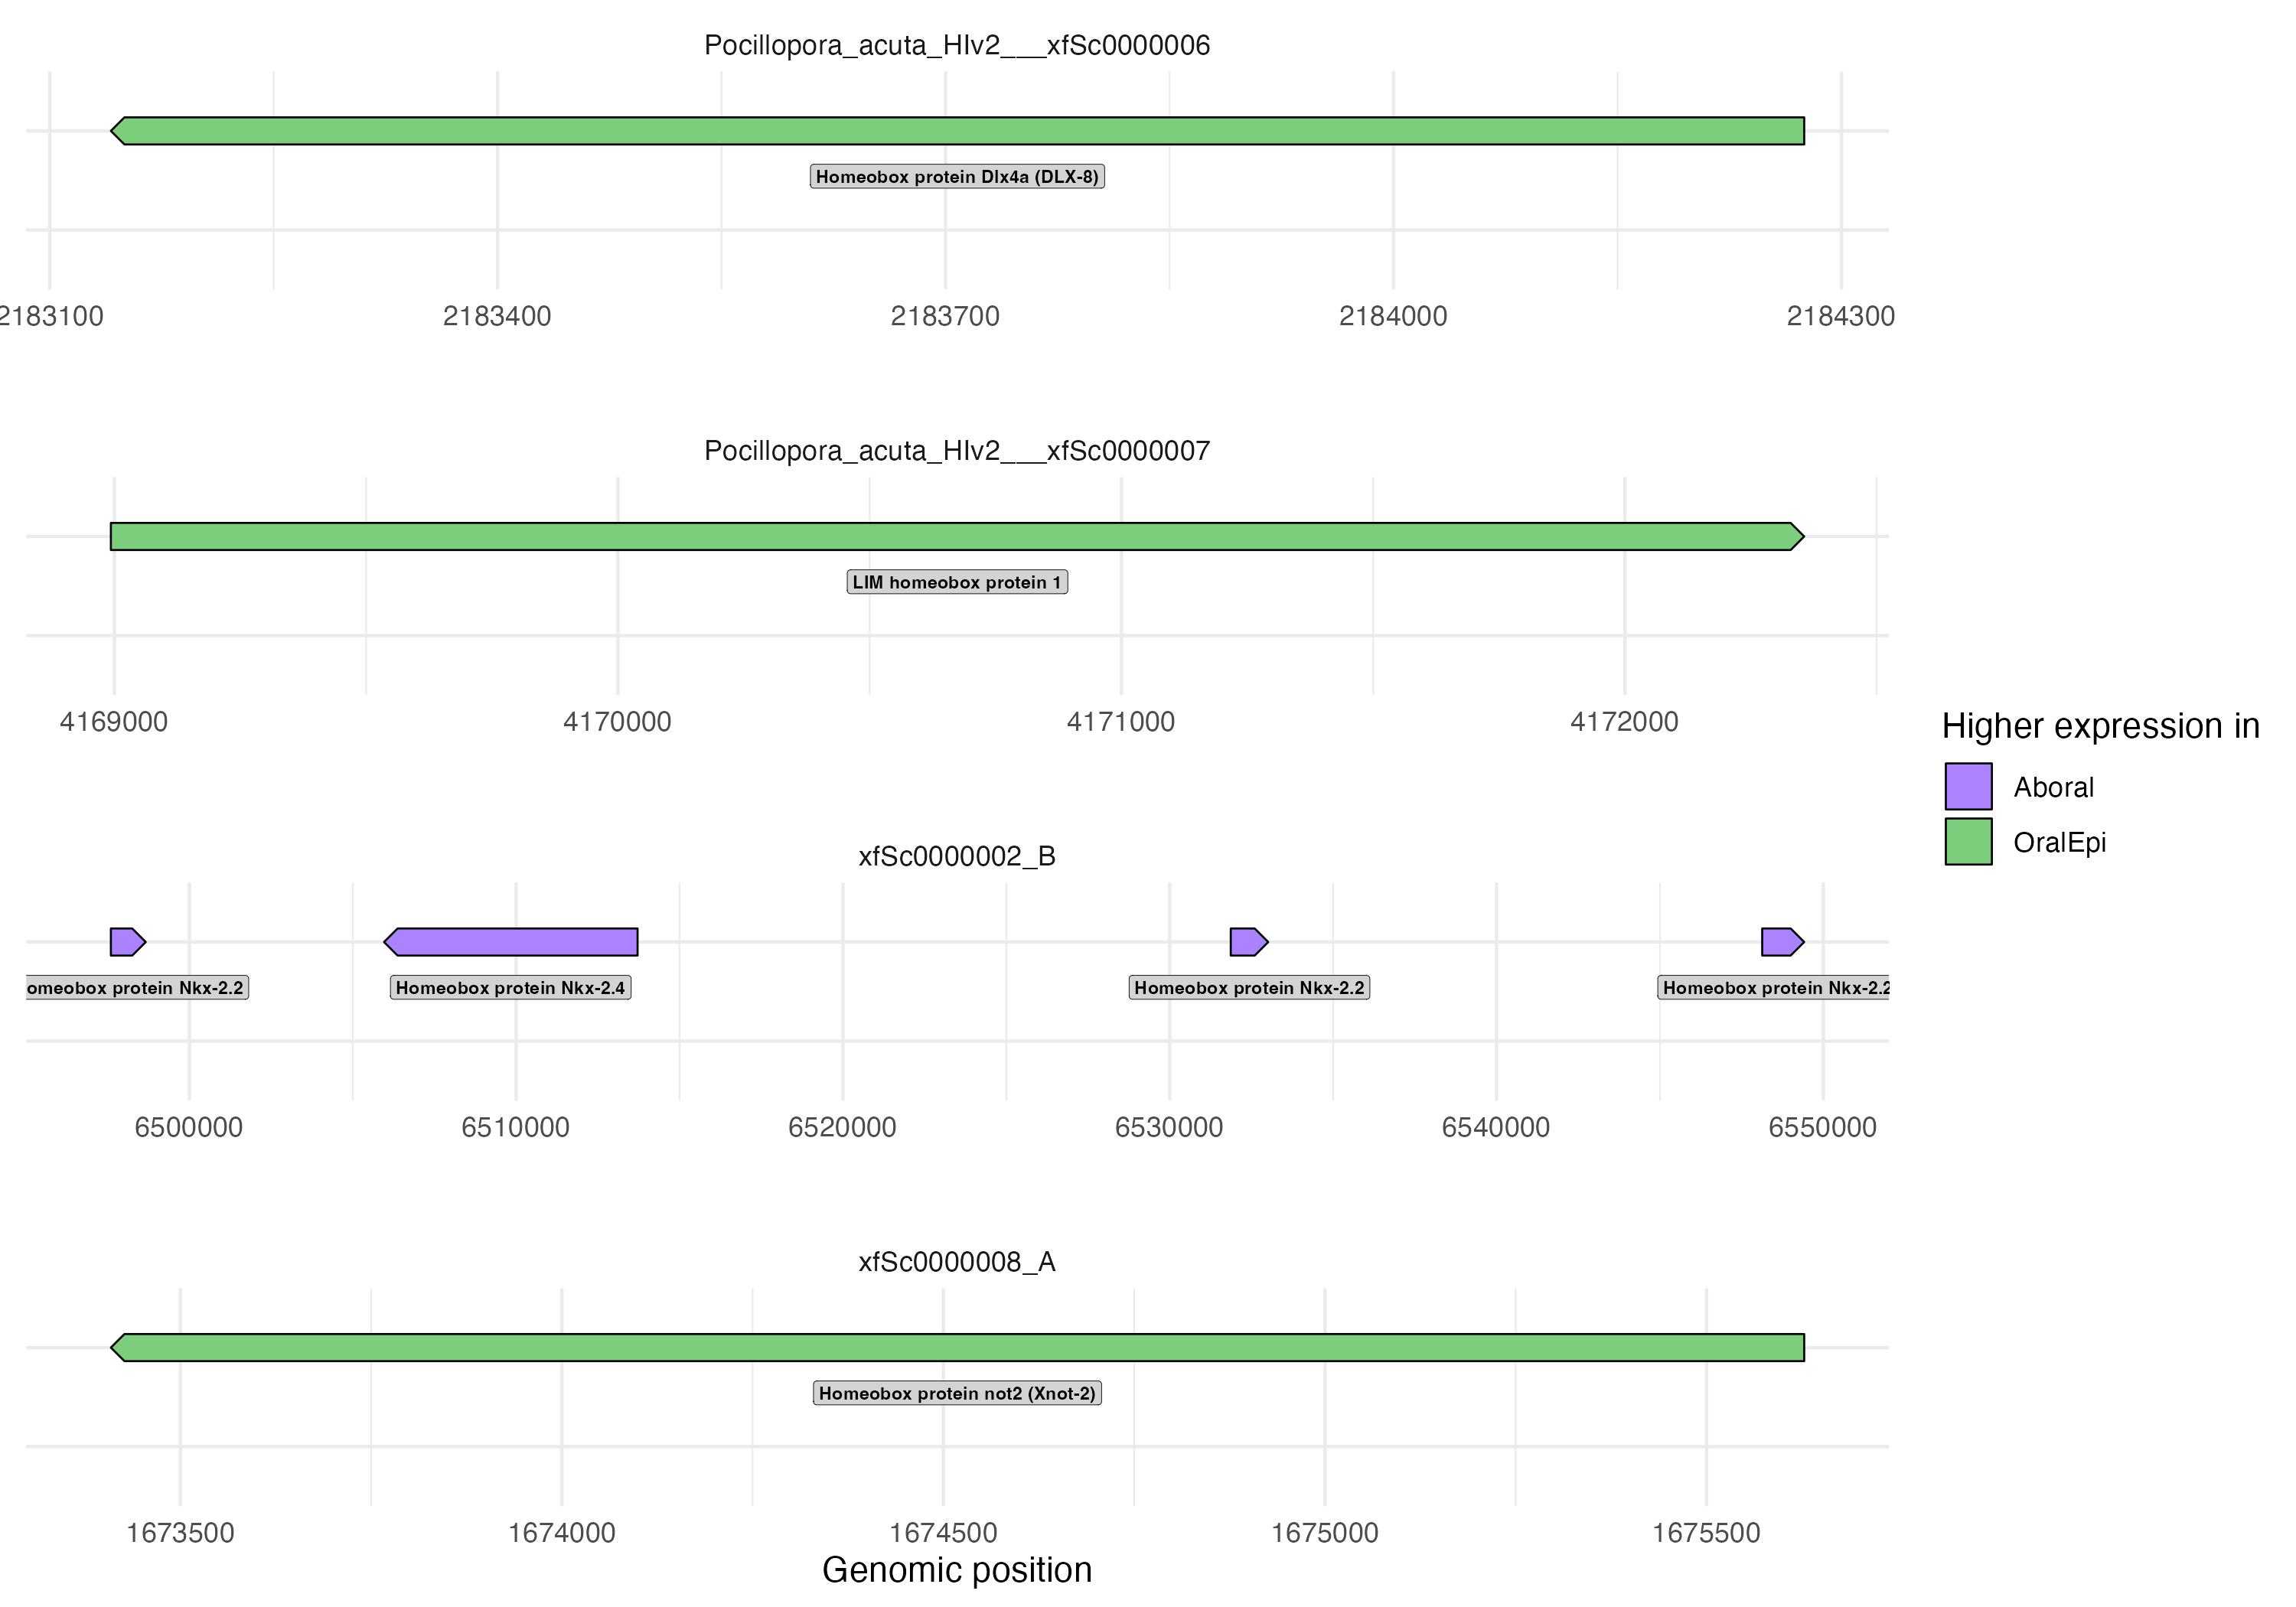 Pocillopora_acuta_HIv2___xfSc0000006
Homeobox protein Dlx4a (DLX-8)
2183100 2183400 2183700 2184000 2184300
Pocillopora_acuta_HIv2___xfSc0000007
LIM homeobox protein 1
4169000 4170000 4171000 4172000
Higher expression in
Aboral
OralEpi
xfSc0000002_B
omeobox protein Nkx-2.2 Homeobox protein Nkx-2.4 Homeobox protein Nkx-2.2 Homeobox protein Nkx-2.2
6500000 6510000 6520000 6530000 6540000 6550000
xfSc0000008_A
Homeobox protein not2 (Xnot-2)
1673500 1674000 1674500 1675000 1675500
Genomic position